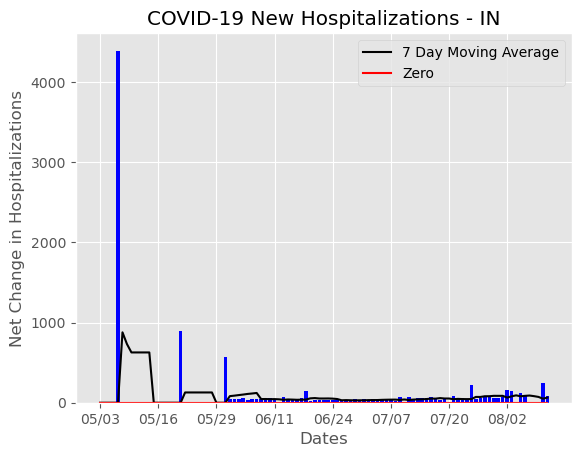 COVID-19 New Hospitalizations - IN
7 Day Moving Average
Zero
Net Change in Hospitalizations
4000
3000
2000
1000
0
05/03 05/16 05/29 06/11 06/24 07/07 07/20 08/02
Dates